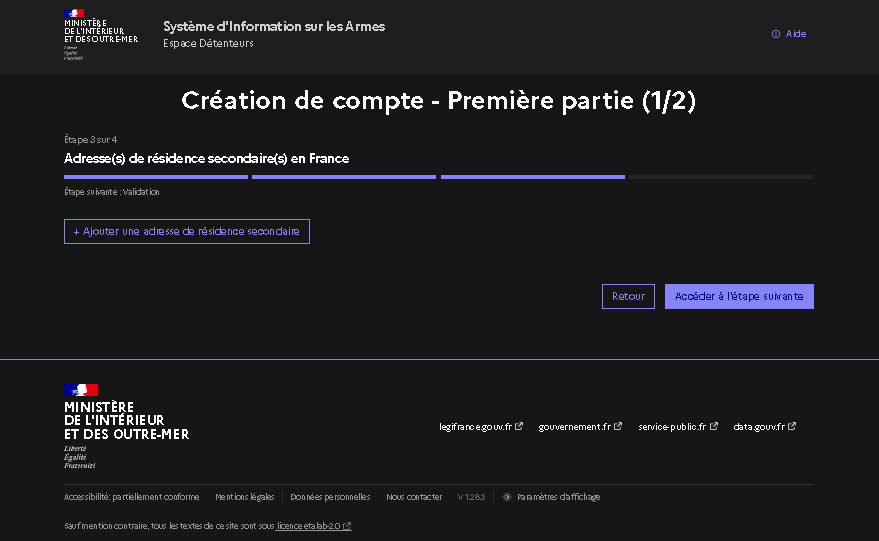 MINISTÈRE
DE L'INTÉRIEUR
ET DES OUTRE-MER
Liberté
Égalité
Fraternité
Système d'Information sur les Armes
Espace Détenteurs
Aide
Création de compte - Première partie (1/2)
Étape 3 sur 4
Adresse(s) de résidence secondaire(s) en France
Étape suivante : Validation
+ Ajouter une adresse de résidence secondaire
Retour
Accéder à l'étape suivante
MINISTÈRE
DE L'INTÉRIEUR
ET DES OUTRE-MER
Liberté
Égalité
Fraternité
legifrance.gouv.fr
gouvernement.fr
service-public.fr
data.gouv.fr
Accessibilité: partiellement conforme
Mentions légales
Données personnelles
Nous contacter
V 1.28.3
Paramètres d'affichage
Sauf mention contraire, tous les textes de ce site sont sous licence etalab-2.0